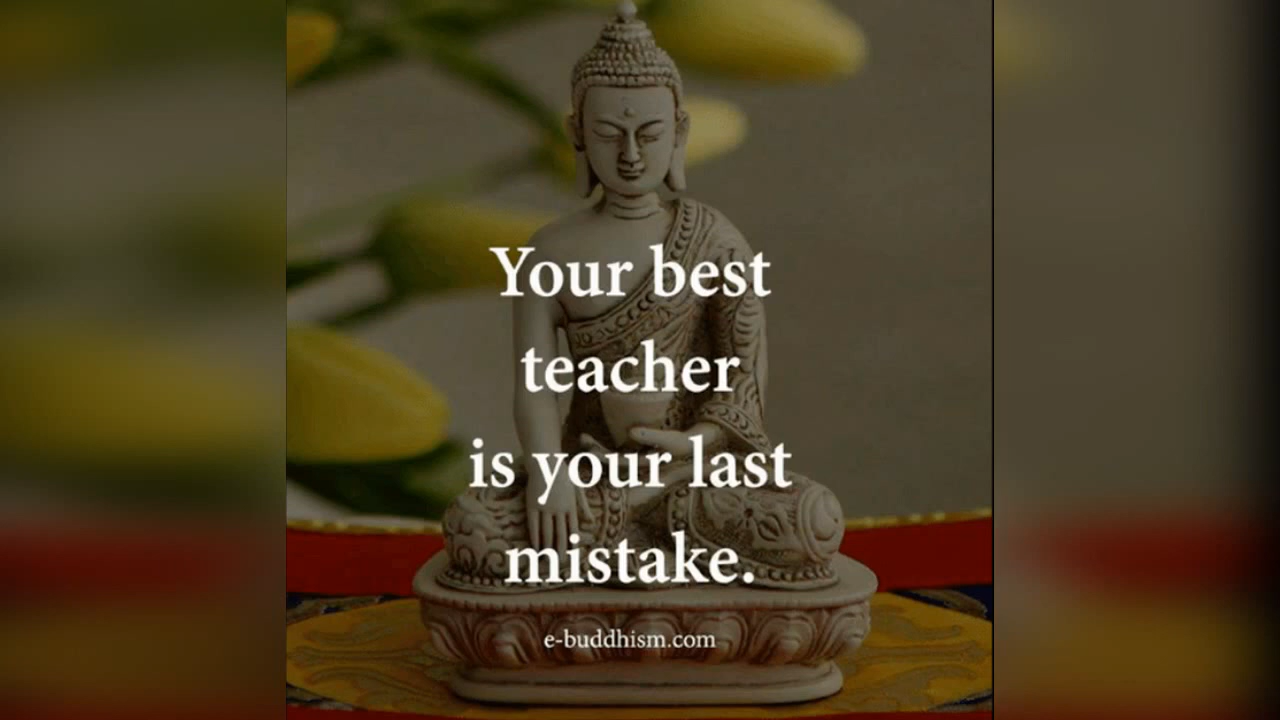 Your best
teacher
is your last
mistake.
e-buddhism.com